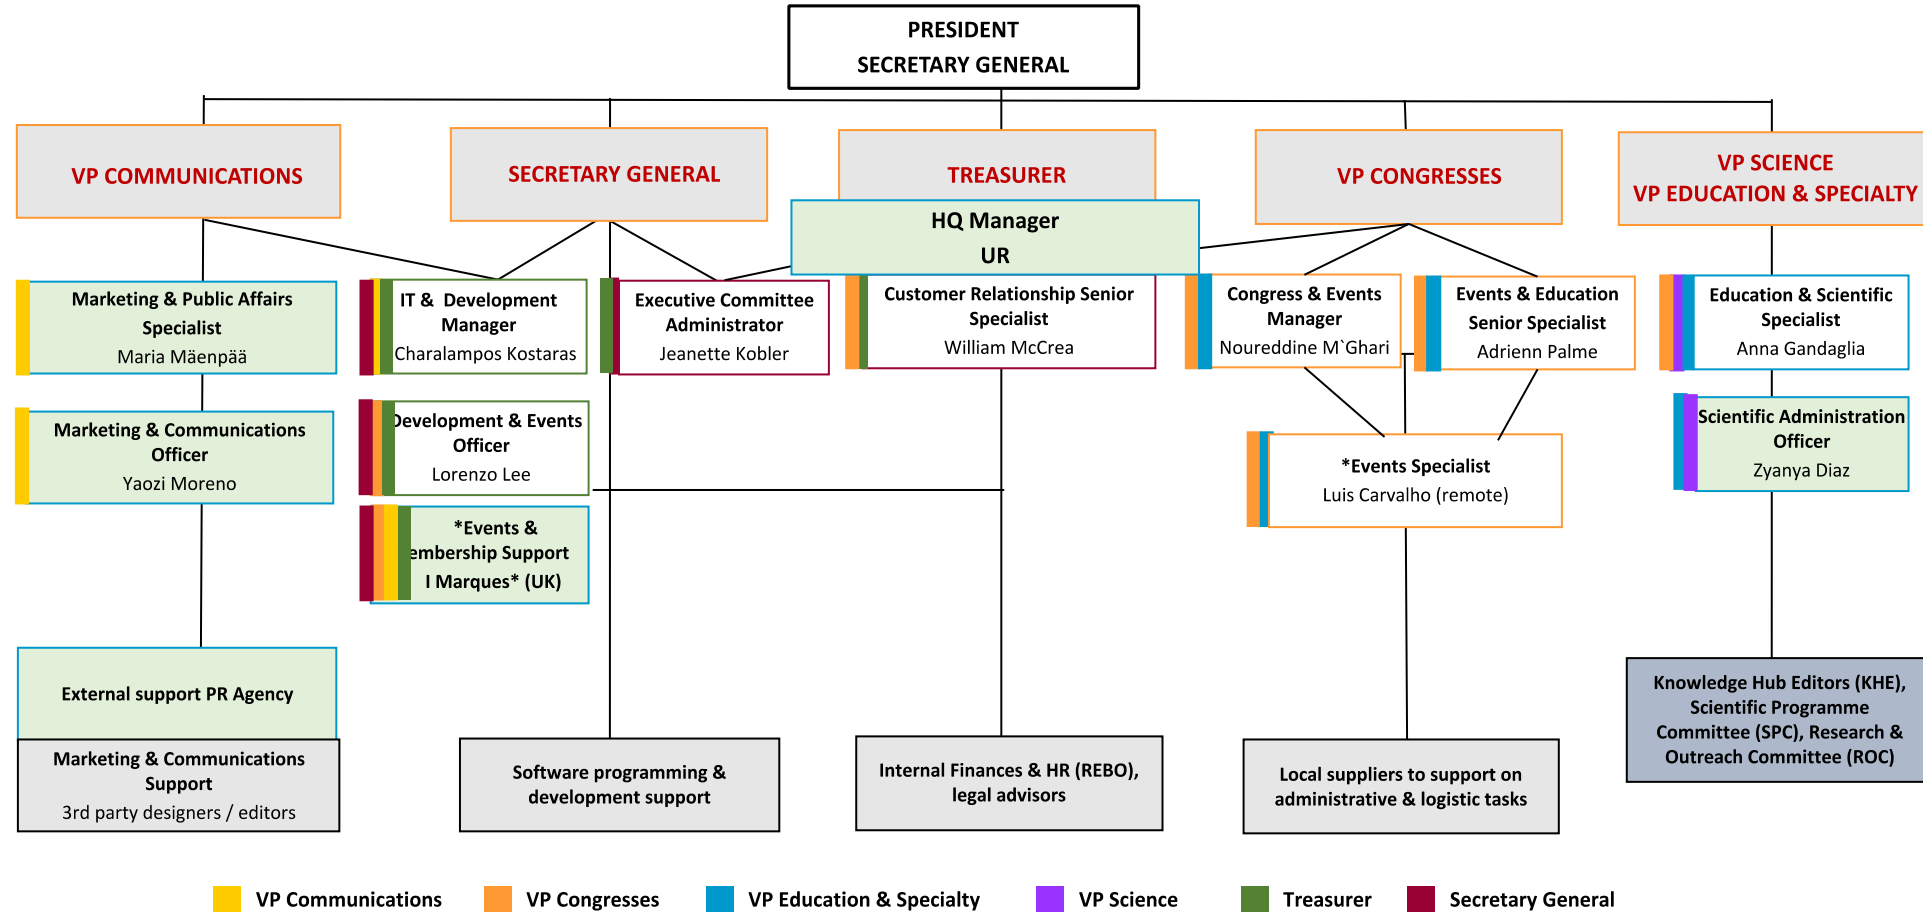 PRESIDENT
SECRETARY GENERAL
VP COMMUNICATIONS
SECRETARY GENERAL
TREASURER
VP CONGRESSES
VP SCIENCE
VP EDUCATION & SPECIALTY
HQ Manager
UR
Marketing & Public Affairs
Specialist
Maria Mäenpää
IT & Development
Manager
Charalampos Kostaras
Executive Committee
Administrator
Jeanette Kobler
Customer Relationship Senior
Specialist
William McCrea
Congress & Events
Manager
Noureddine M`Ghari
Events & Education
Senior Specialist
Adrienn Palme
Education & Scientific
Specialist
Anna Gandaglia
Marketing & Communications
Officer
Yaozi Moreno
Development & Events
Officer
Lorenzo Lee
*Events Specialist
Luis Carvalho (remote)
Scientific Administration
Officer
Zyanya Diaz
*Events &
embership Support
I Marques* (UK)
External support PR Agency
Marketing & Communications
Support
3rd party designers / editors
Software programming &
development support
Internal Finances & HR (REBO),
legal advisors
Local suppliers to support on
administrative & logistic tasks
Knowledge Hub Editors (KHE),
Scientific Programme
Committee (SPC), Research &
Outreach Committee (ROC)
VP Communications
VP Congresses
VP Education & Specialty
VP Science
Treasurer
Secretary General